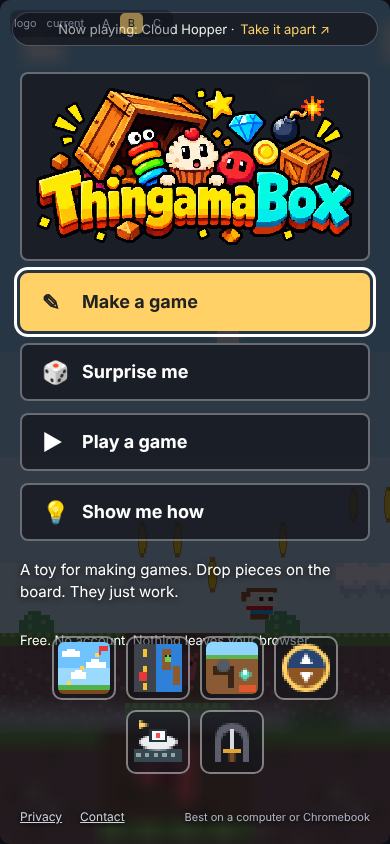 logo current A B C
Now playing: Cloud Hopper · Take it apart ↗
ThingamaBox
✎ Make a game
Surprise me
▶ Play a game
Show me how
A toy for making games. Drop pieces on the
board. They just work.
Free. No account. Nothing leaves your browser.
Privacy Contact Best on a computer or Chromebook